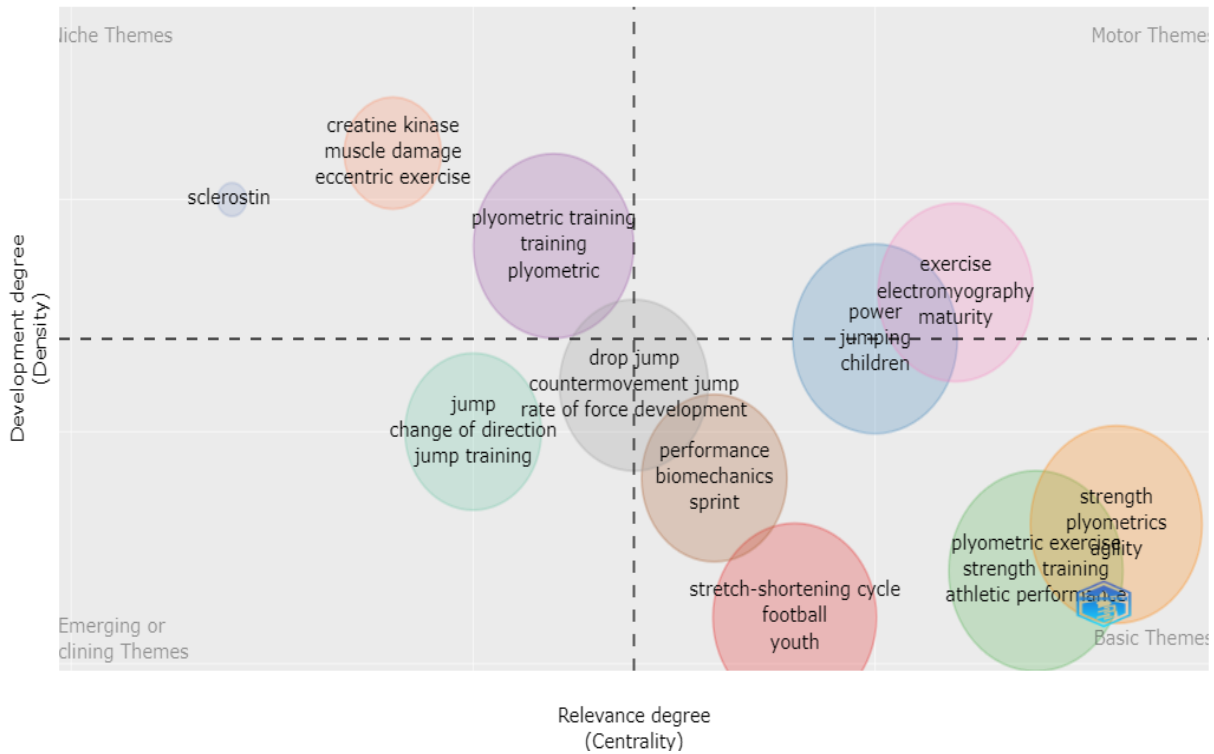 Niche Themes
Motor Themes
creatine kinase
muscle damage
eccentric exercise
sclerostin
plyometric training
training
plyometric
exercise
electromyography
maturity
power
jumping
children
drop jump
countermovement jump
rate of force development
jump
change of direction
jump training
performance
biomechanics
sprint
strength
plyometrics
agility
plyometric exercise
strength training
athletic performance
stretch-shortening cycle
football
youth
Emerging or
clining Themes
Basic Themes
Development degree
(Density)
Relevance degree
(Centrality)